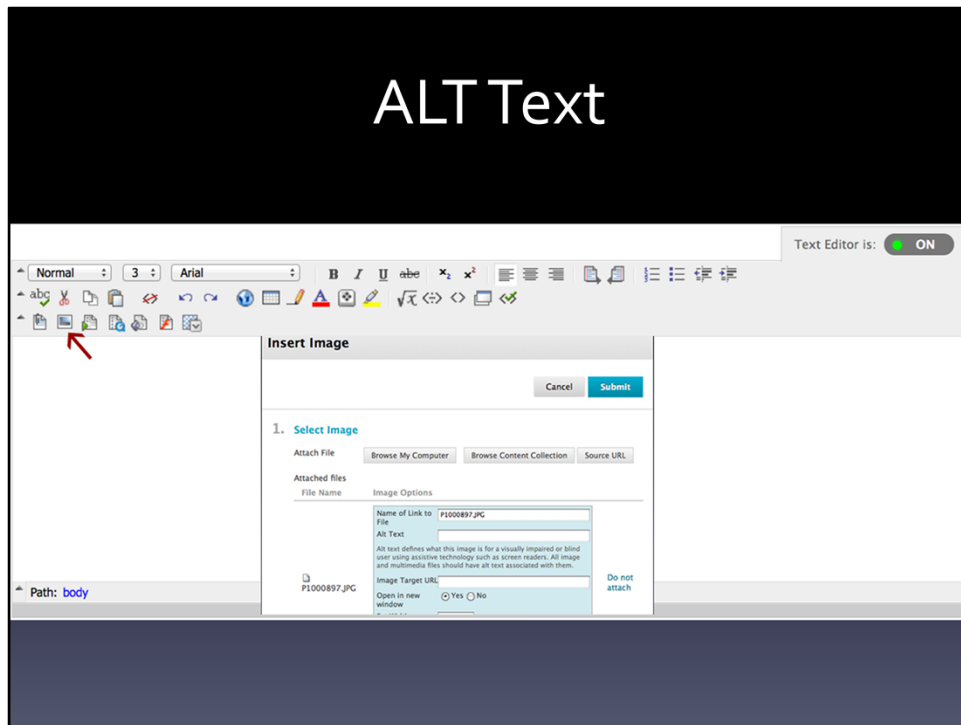 ALT Text
Text Editor is: ON
Normal 3 Arial B I U abc x₂ x²
abc √x
Insert Image
Cancel Submit
1. Select Image
Attach File Browse My Computer Browse Content Collection Source URL
Attached files
File Name Image Options
Name of Link to File P1000897.JPG
Alt Text
Alt text defines what this image is for a visually impaired or blind
user using assistive technology such as screen readers. All image
and multimedia files should have alt text associated with them.
P1000897.JPG
Image Target URL
Do not
attach
Open in new
window
Yes No
Path: body